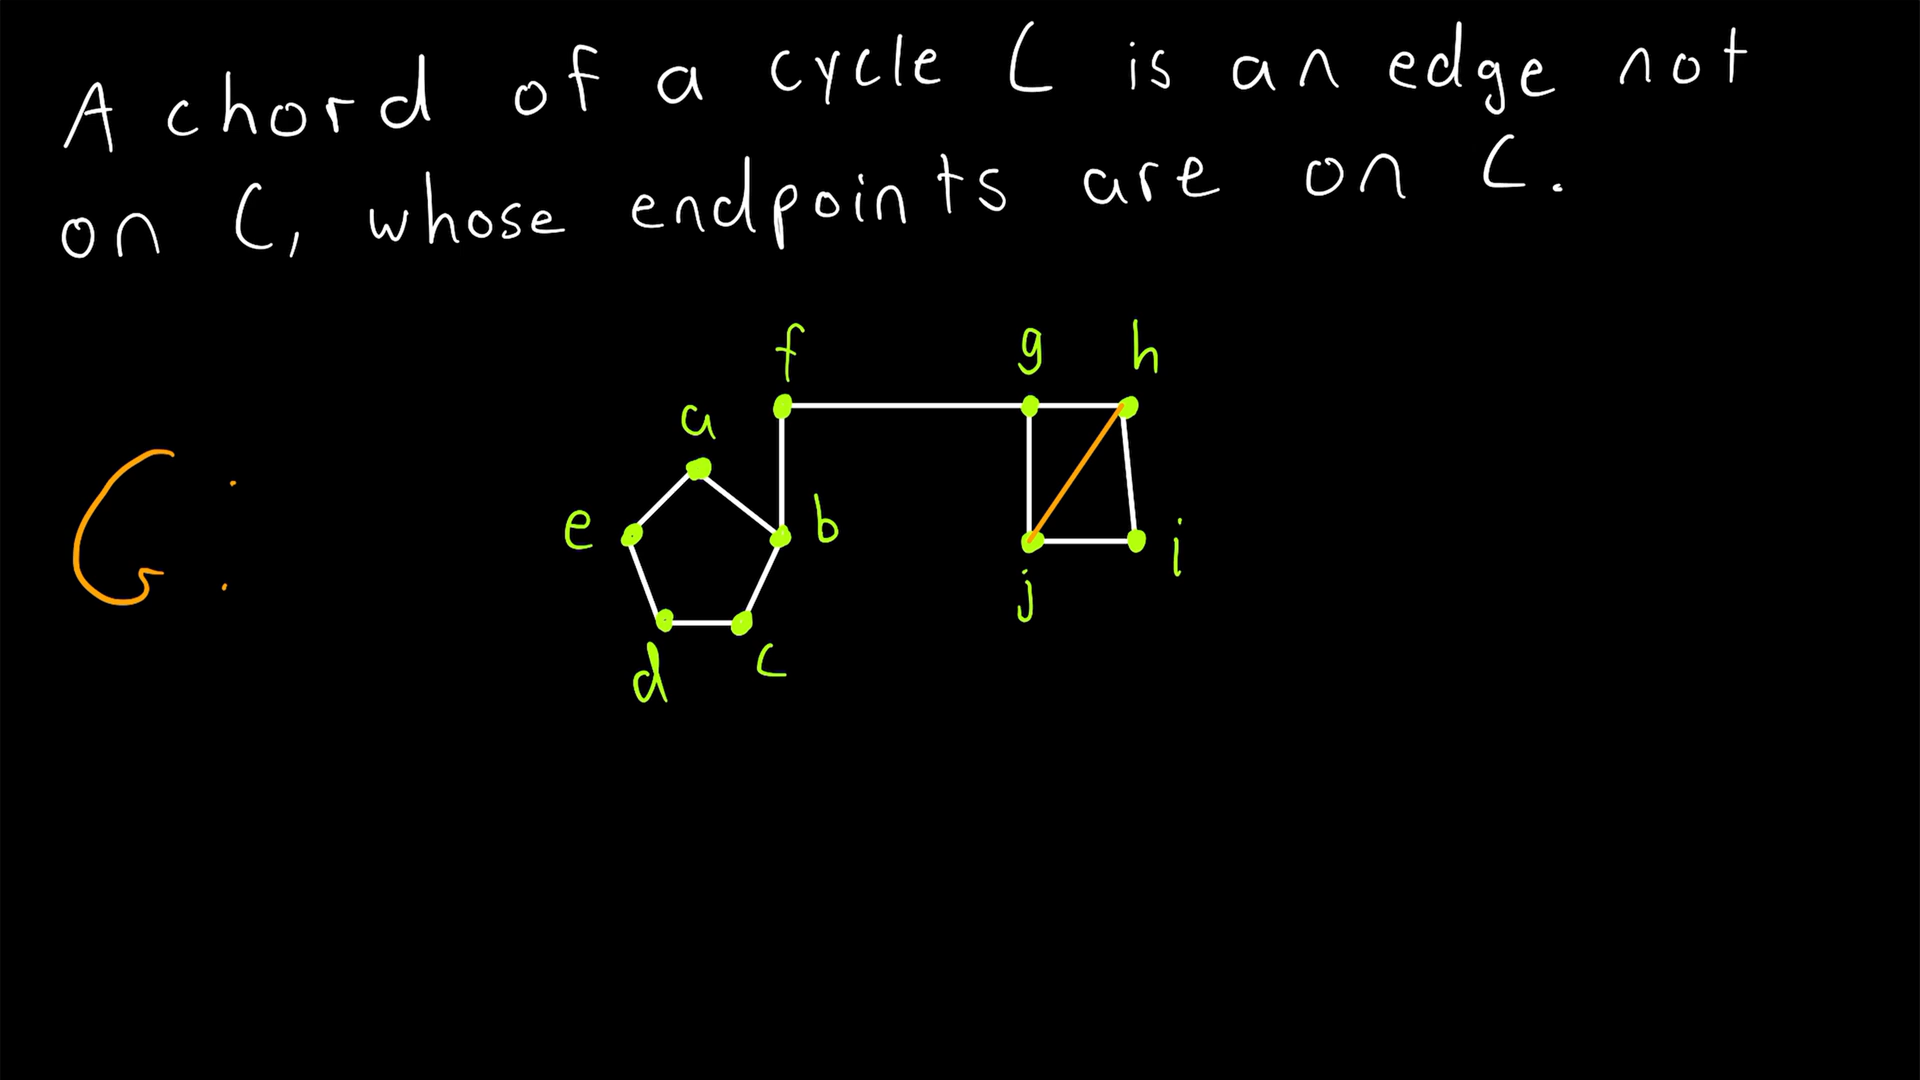 A chord of a cycle C is an edge not
on C, whose endpoints are on C.
f g h
a
G: e b i
j
d c